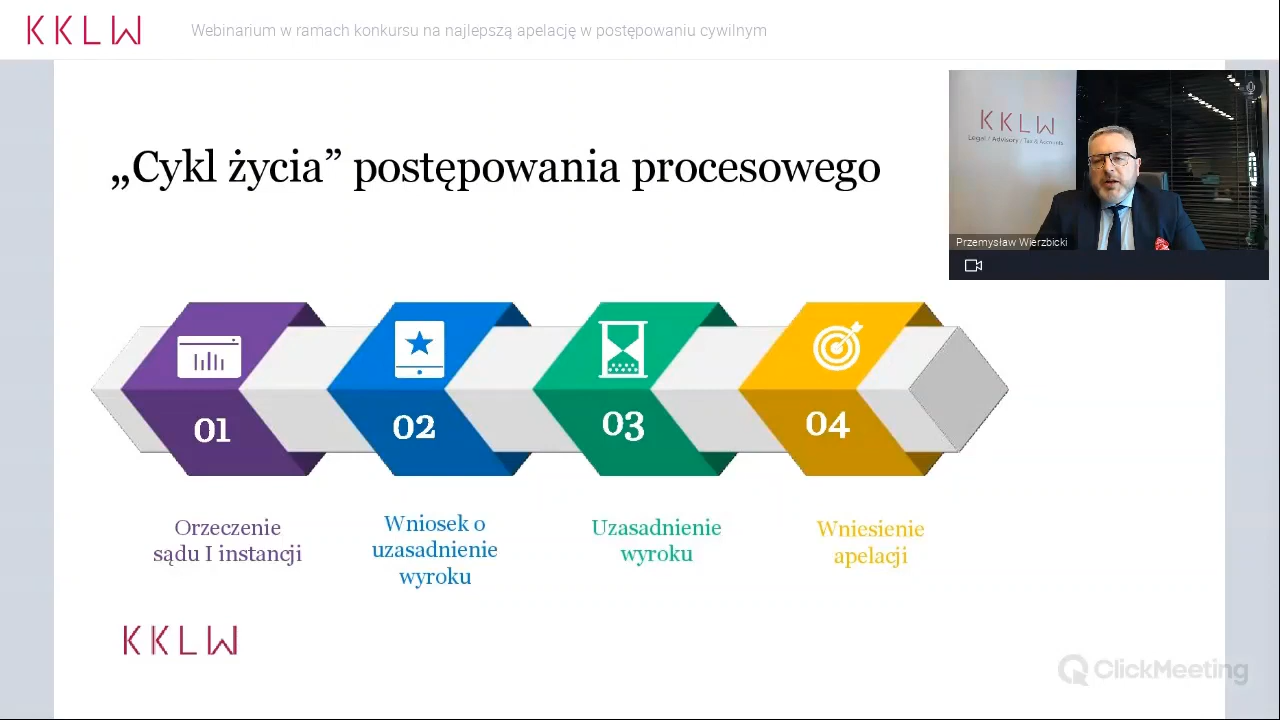 KKLW
Webinarium w ramach konkursu na najlepszą apelację w postępowaniu cywilnym
„Cykl życia” postępowania procesowego
KKLW
Legal / Advisory / Tax & Accounts
Przemysław Wierzbicki
01
02
03
04
Orzeczenie
sądu I instancji
Wniosek o
uzasadnienie
wyroku
Uzasadnienie
wyroku
Wniesienie
apelacji
KKLW
ClickMeeting